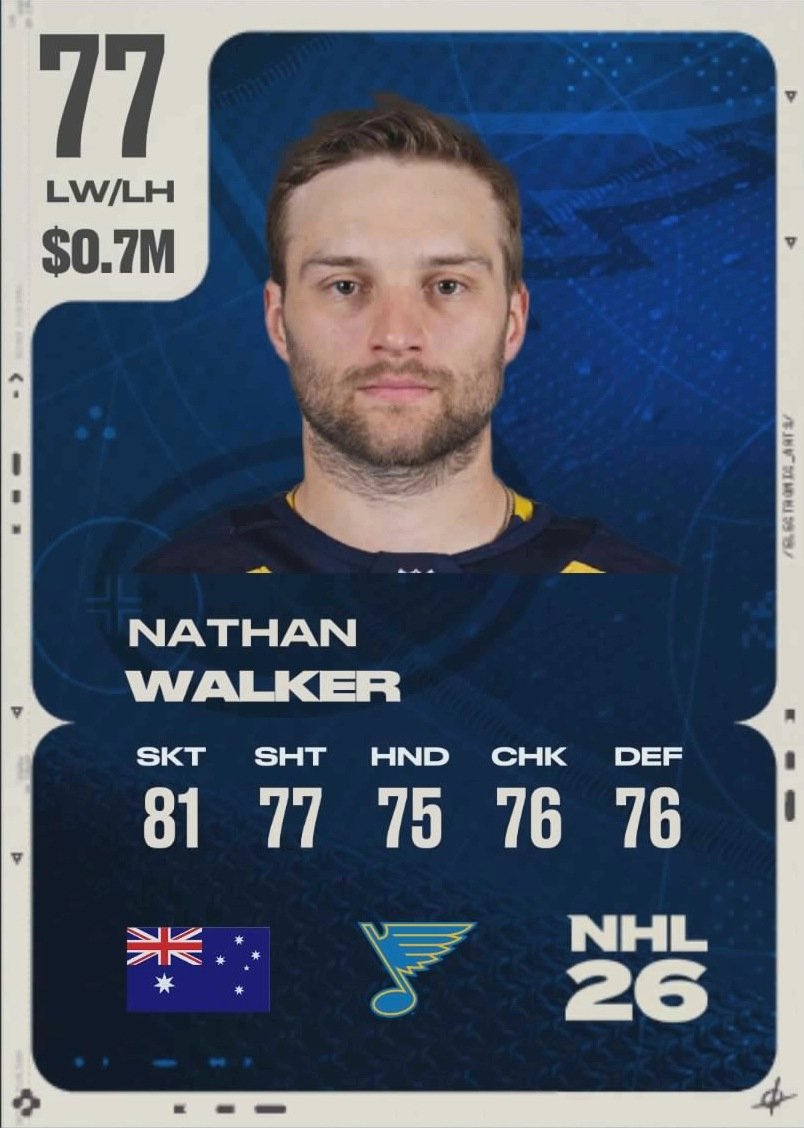 77
LW/LH
$0.7M
NATHAN
WALKER
SKT SHT HND CHK DEF
81 77 75 76 76
NHL
26
/ELECTRONIC_ARTS/